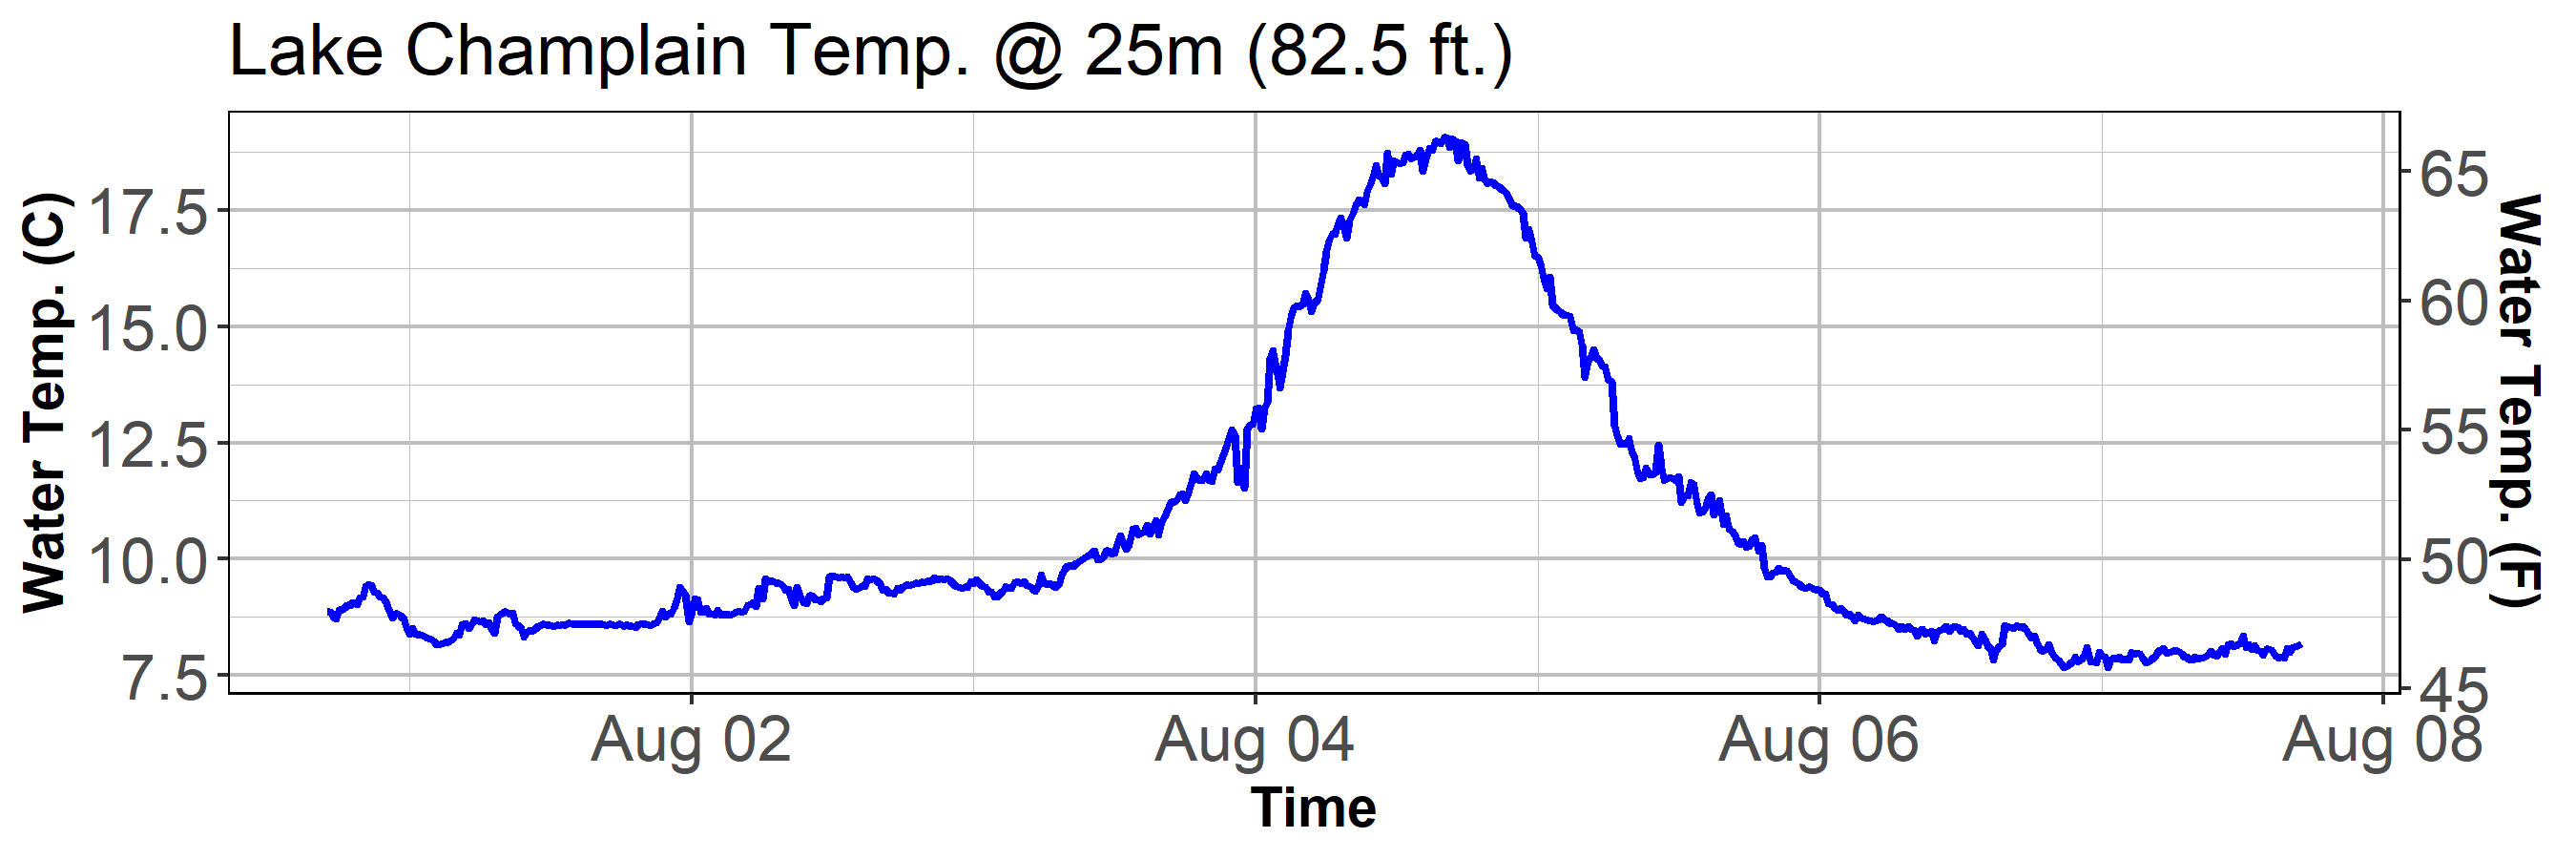 Lake Champlain Temp. @ 25m (82.5 ft.)
Water Temp. (C)
17.5
15.0
12.5
10.0
7.5
65
60
55
50
45
Water Temp. (F)
Aug 02 Aug 04 Aug 06 Aug 08
Time